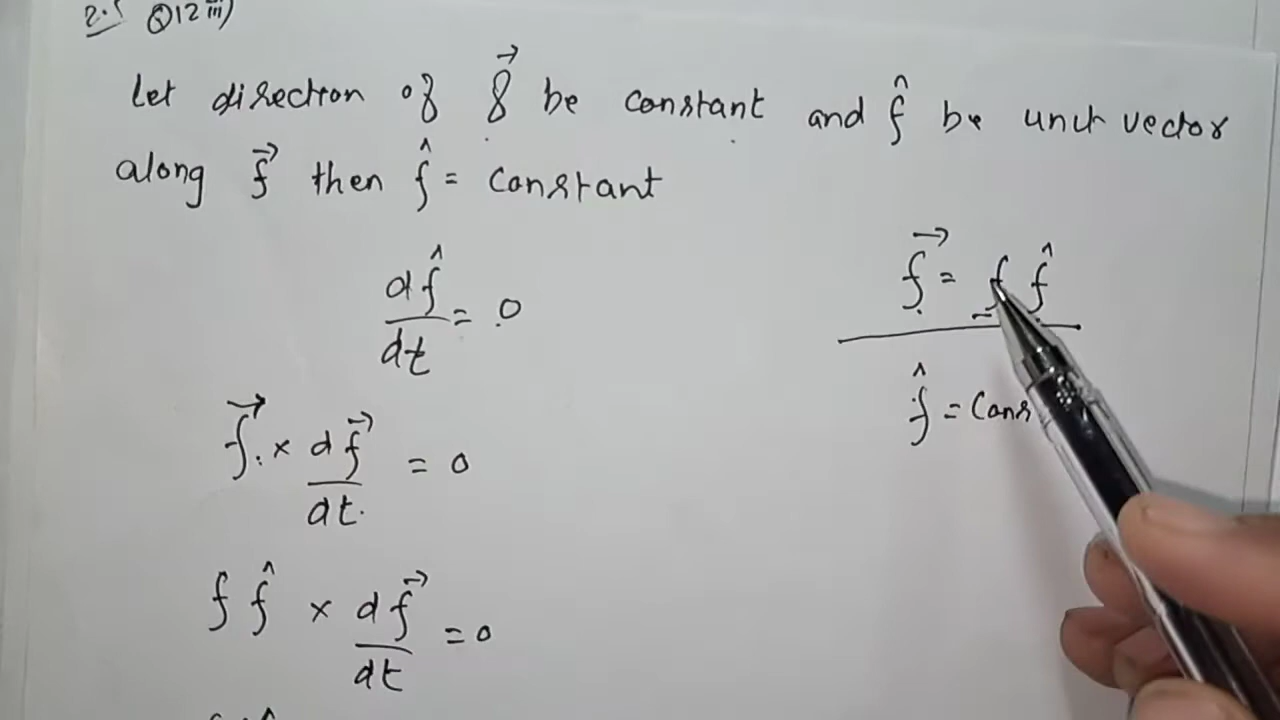 2.5 Q12 iii)
Let direction of f⃗ be constant and f̂ be unit vector
along f⃗ then f̂ = constant
df̂/dt = 0
f⃗ = f f̂
f̂ = Cons
f⃗ × df⃗/dt = 0
f f̂ × df⃗/dt = 0